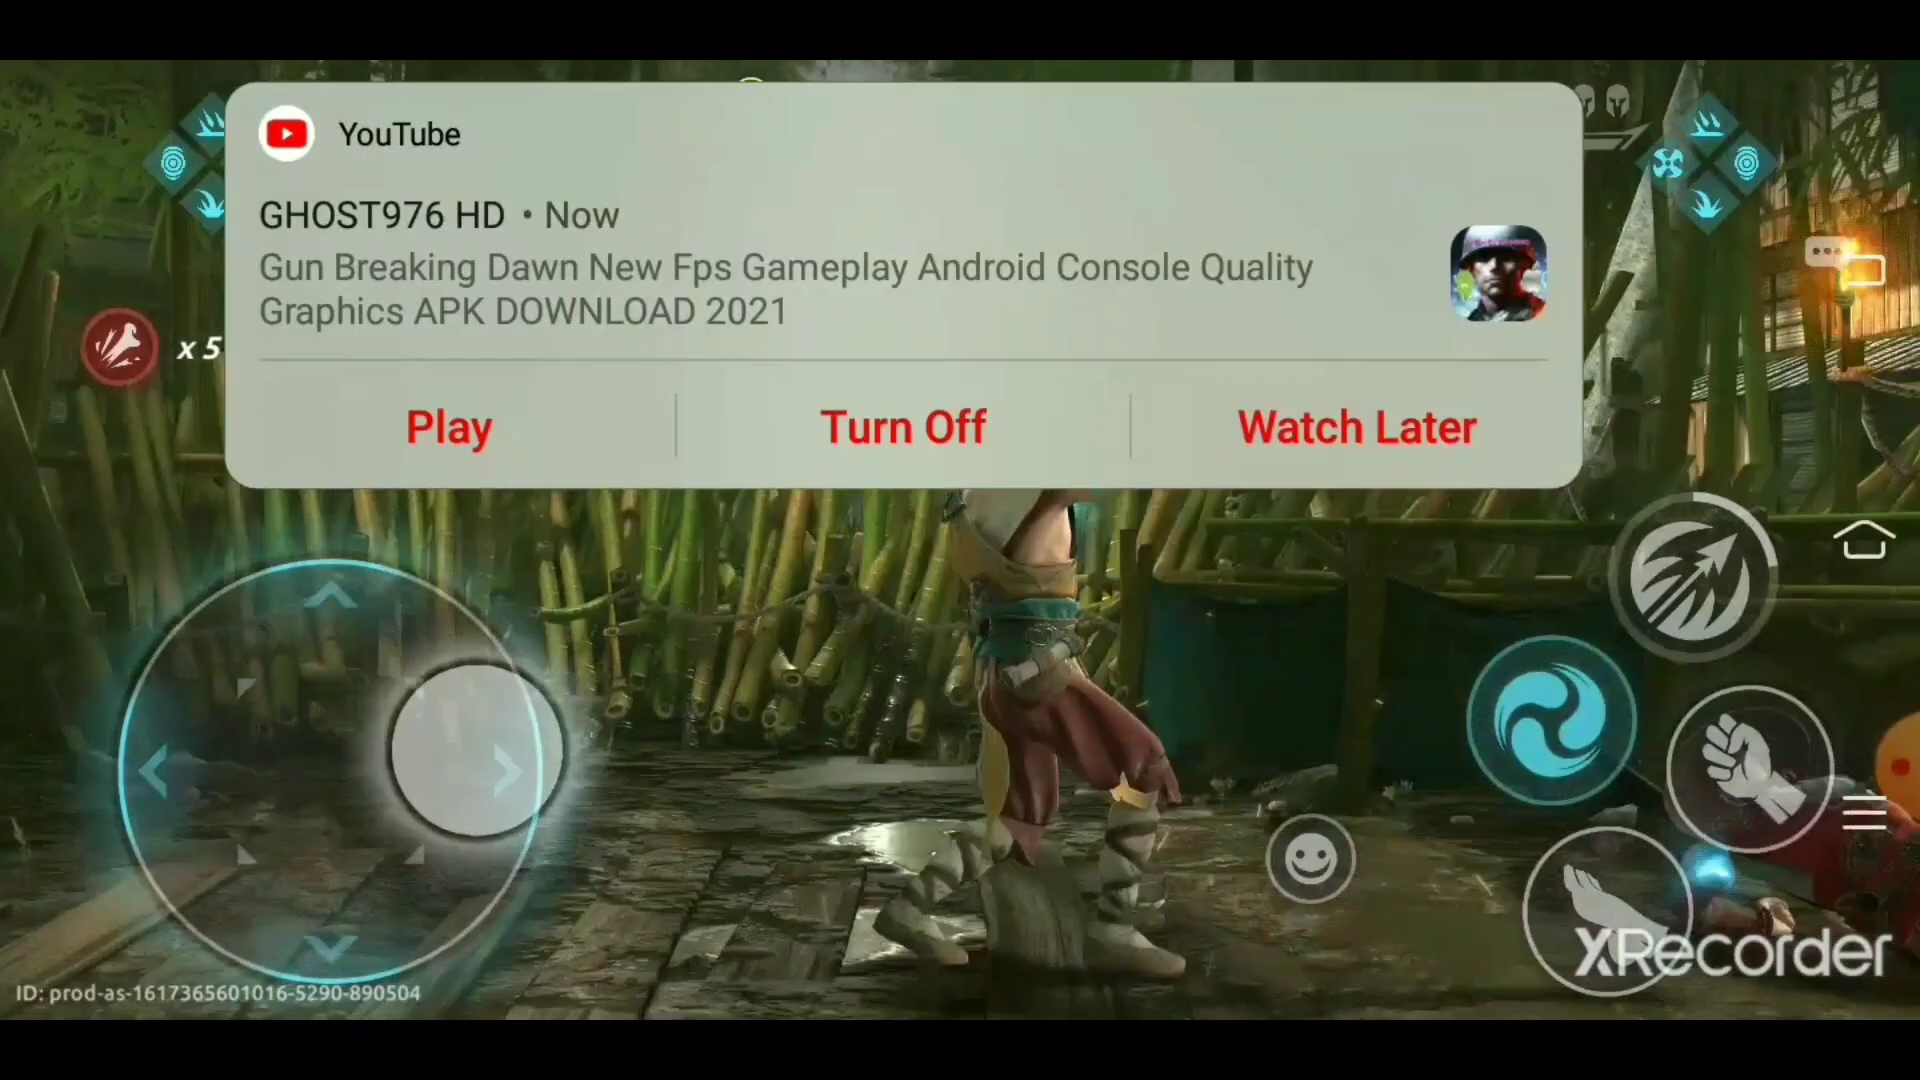 YouTube
GHOST976 HD • Now
Gun Breaking Dawn New Fps Gameplay Android Console Quality
Graphics APK DOWNLOAD 2021
x 5
Play
Turn Off
Watch Later
XRecorder
ID: prod-as-1617365601016-5290-890504